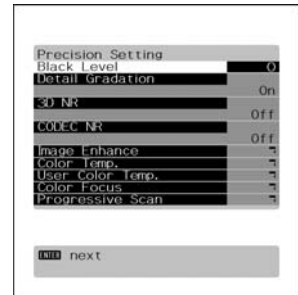 Precision Setting
Black Level 0
Detail Gradation
On
3D NR
Off
CODEC NR
Off
Image Enhance
Color Temp.
User Color Temp.
Color Focus
Progressive Scan
ENTER next